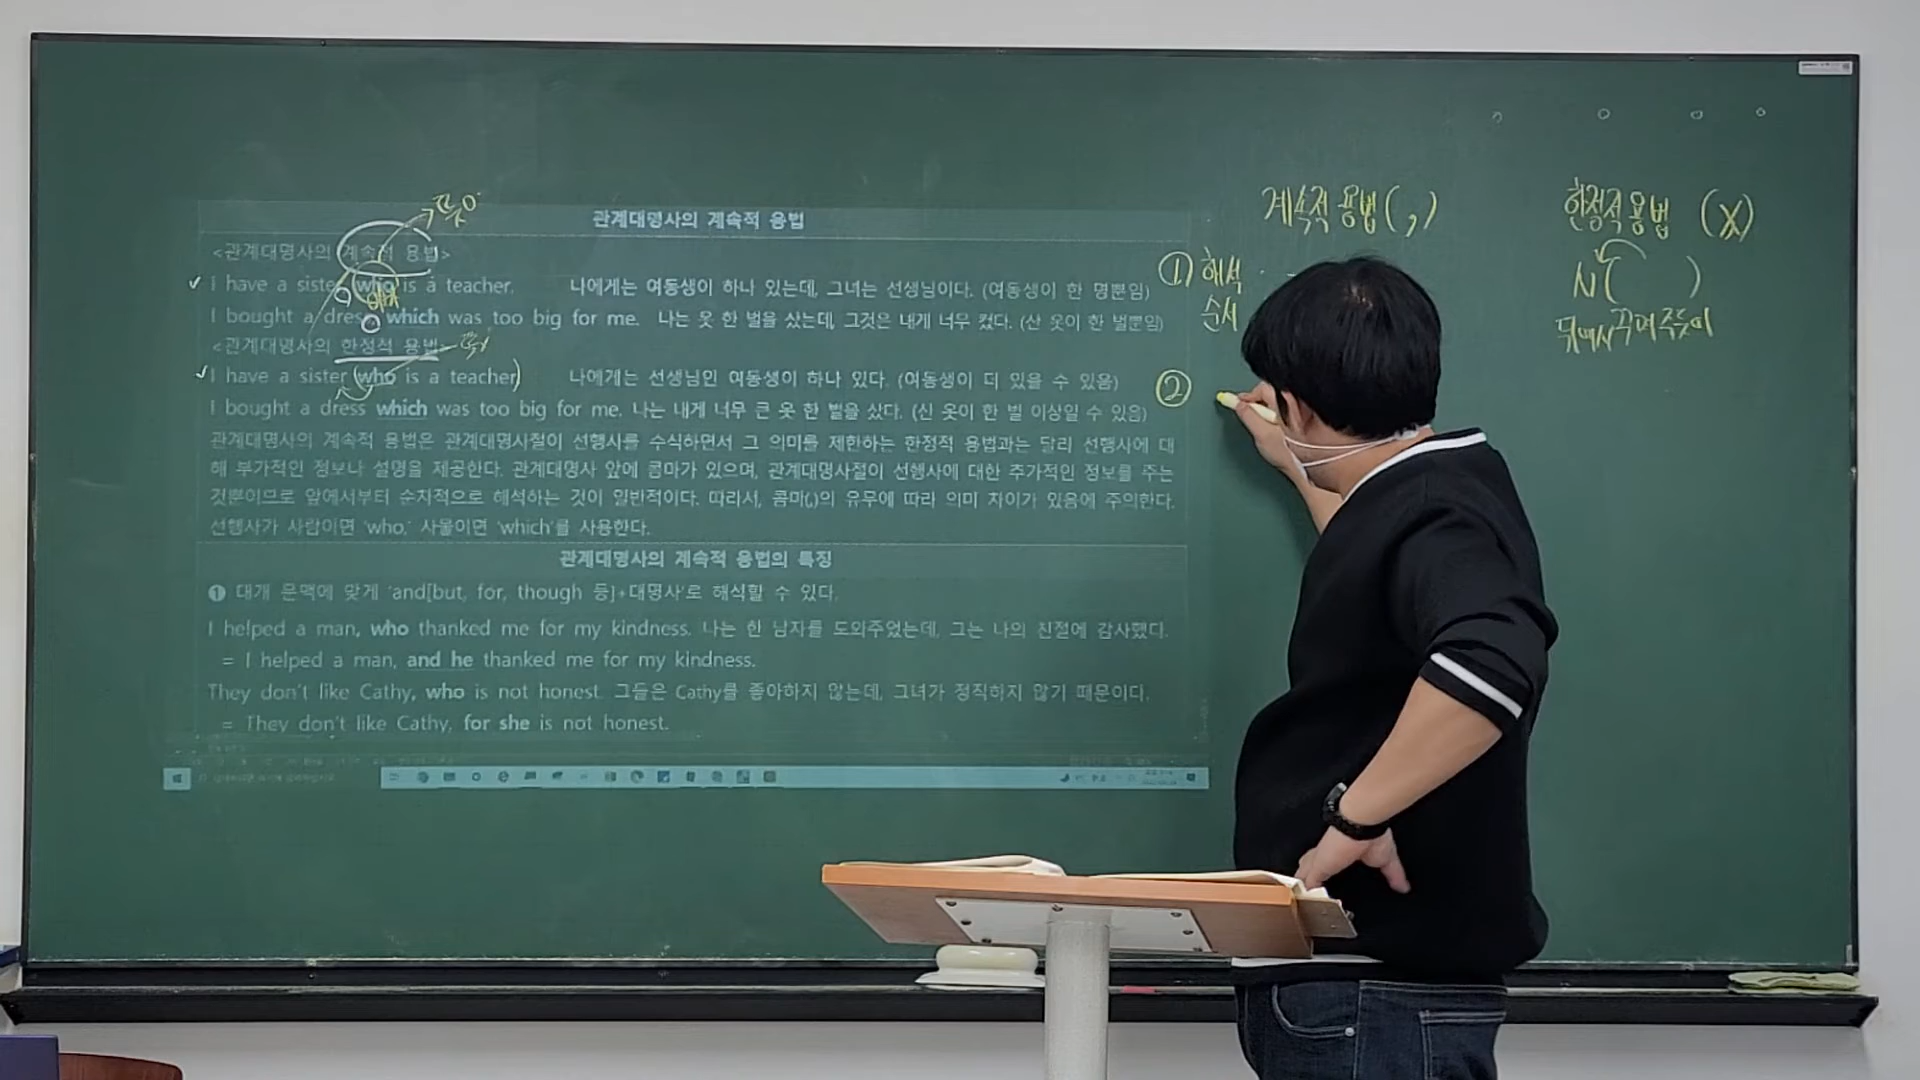 관계대명사의 계속적 용법
<관계대명사의 계속적 용법>
I have a sister, who is a teacher. 나에게는 여동생이 하나 있는데, 그녀는 선생님이다. (여동생이 한 명뿐임)
I bought a dress, which was too big for me. 나는 옷 한 벌을 샀는데, 그것은 내게 너무 컸다. (산 옷이 한 벌뿐임)
<관계대명사의 한정적 용법>
I have a sister who is a teacher. 나에게는 선생님인 여동생이 하나 있다. (여동생이 더 있을 수 있음)
I bought a dress which was too big for me. 나는 내게 너무 큰 옷 한 벌을 샀다. (산 옷이 한 벌 이상일 수 있음)
관계대명사의 계속적 용법은 관계대명사절이 선행사를 수식하면서 그 의미를 제한하는 한정적 용법과는 달리 선행사에 대
해 부가적인 정보나 설명을 제공한다. 관계대명사 앞에 콤마가 있으며, 관계대명사절이 선행사에 대한 추가적인 정보를 주는
것뿐이므로 앞에서부터 순차적으로 해석하는 것이 일반적이다. 따라서, 콤마(,)의 유무에 따라 의미 차이가 있음에 주의한다.
선행사가 사람이면 'who,' 사물이면 'which'를 사용한다.
관계대명사의 계속적 용법의 특징
❶ 대개 문맥에 맞게 'and[but, for, though 등]+대명사'로 해석할 수 있다.
I helped a man, who thanked me for my kindness. 나는 한 남자를 도와주었는데, 그는 나의 친절에 감사했다.
= I helped a man, and he thanked me for my kindness.
They don't like Cathy, who is not honest. 그들은 Cathy를 좋아하지 않는데, 그녀가 정직하지 않기 때문이다.
= They don't like Cathy, for she is not honest.
계속적 용법 (,)
한정적 용법 (X)
① 해석
순서
N( )
뒤에서 꾸며주듯이
②